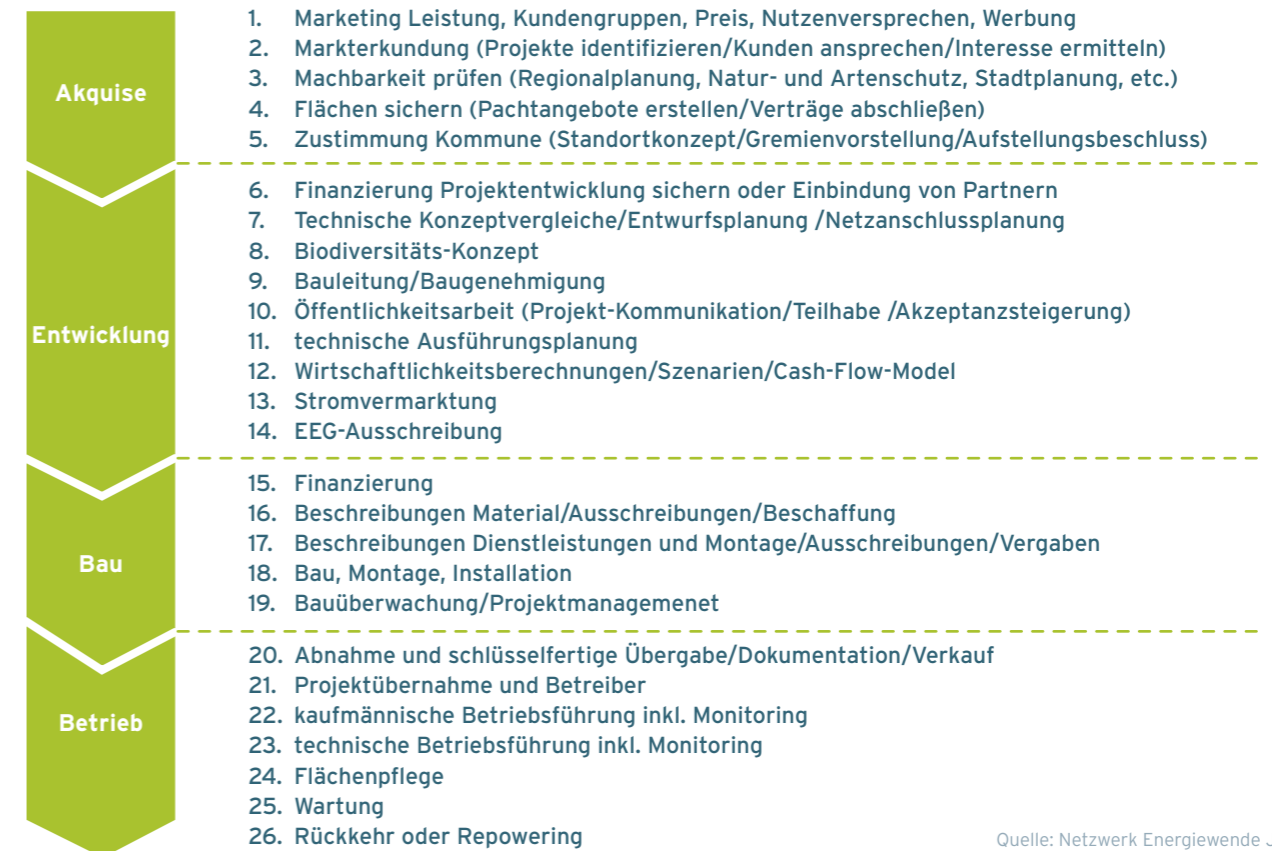 Akquise
1. Marketing Leistung, Kundengruppen, Preis, Nutzenversprechen, Werbung
2. Markterkundung (Projekte identifizieren/Kunden ansprechen/Interesse ermitteln)
3. Machbarkeit prüfen (Regionalplanung, Natur- und Artenschutz, Stadtplanung, etc.)
4. Flächen sichern (Pachtangebote erstellen/Verträge abschließen)
5. Zustimmung Kommune (Standortkonzept/Gremienvorstellung/Aufstellungsbeschluss)
Entwicklung
6. Finanzierung Projektentwicklung sichern oder Einbindung von Partnern
7. Technische Konzeptvergleiche/Entwurfsplanung /Netzanschlussplanung
8. Biodiversitäts-Konzept
9. Bauleitung/Baugenehmigung
10. Öffentlichkeitsarbeit (Projekt-Kommunikation/Teilhabe /Akzeptanzsteigerung)
11. technische Ausführungsplanung
12. Wirtschaftlichkeitsberechnungen/Szenarien/Cash-Flow-Model
13. Stromvermarktung
14. EEG-Ausschreibung
Bau
15. Finanzierung
16. Beschreibungen Material/Ausschreibungen/Beschaffung
17. Beschreibungen Dienstleistungen und Montage/Ausschreibungen/Vergaben
18. Bau, Montage, Installation
19. Bauüberwachung/Projektmanagemenet
Betrieb
20. Abnahme und schlüsselfertige Übergabe/Dokumentation/Verkauf
21. Projektübernahme und Betreiber
22. kaufmännische Betriebsführung inkl. Monitoring
23. technische Betriebsführung inkl. Monitoring
24. Flächenpflege
25. Wartung
26. Rückkehr oder Repowering
Quelle: Netzwerk Energiewende